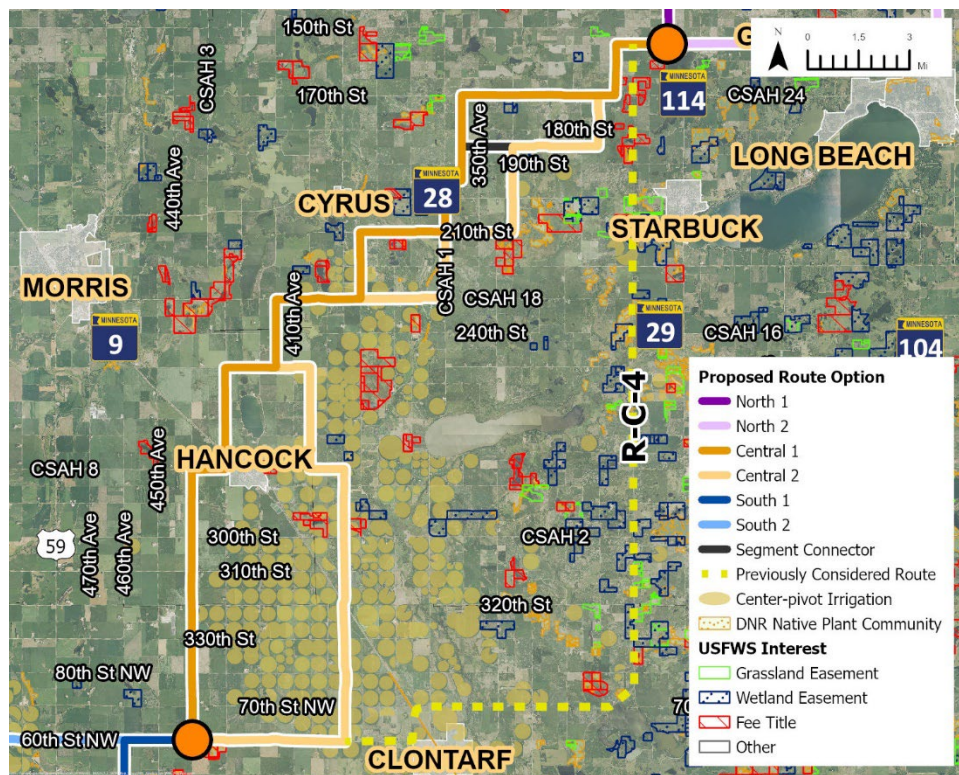 150th St
CSAH 3
170th St
N
0 1.5 3
Mi
G
MINNESOTA
114
CSAH 24
180th St
350th Ave
190th St
LONG BEACH
440th Ave
CYRUS
MINNESOTA
28
STARBUCK
210th St
MORRIS
CSAH 1
CSAH 18
410th Ave
240th St
MINNESOTA
9
MINNESOTA
29
CSAH 16
MINNESOTA
104
R-C-4
HANCOCK
CSAH 8
450th Ave
59
470th Ave
460th Ave
300th St
310th St
CSAH 2
320th St
330th St
80th St NW
70th St NW
70
60th St NW
CLONTARF
Proposed Route Option
North 1
North 2
Central 1
Central 2
South 1
South 2
Segment Connector
Previously Considered Route
Center-pivot Irrigation
DNR Native Plant Community
USFWS Interest
Grassland Easement
Wetland Easement
Fee Title
Other